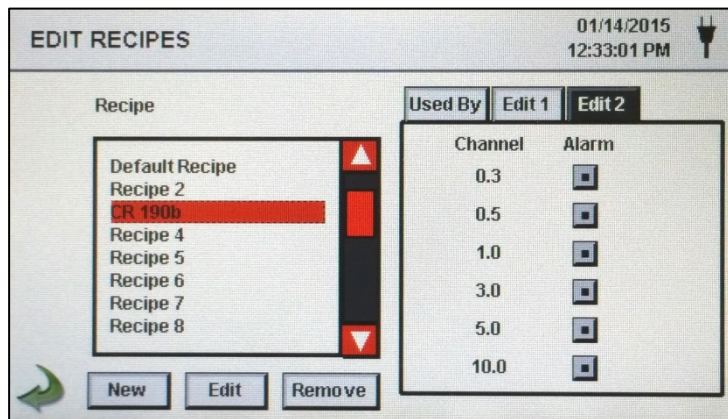 EDIT RECIPES
01/14/2015
12:33:01 PM
Recipe
Default Recipe
Recipe 2
CR 190b
Recipe 4
Recipe 5
Recipe 6
Recipe 7
Recipe 8
New Edit Remove
Used By Edit 1 Edit 2
Channel Alarm
0.3
0.5
1.0
3.0
5.0
10.0